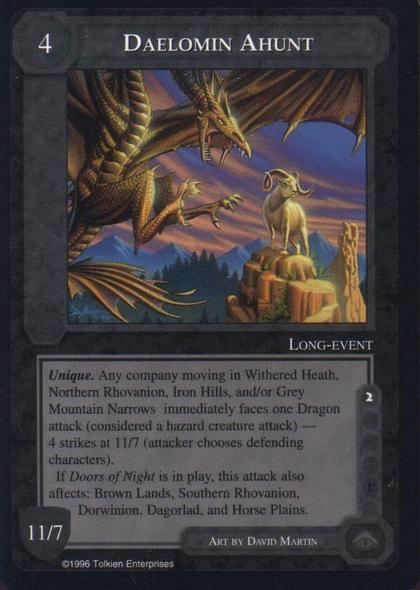 4
DAELOMIN AHUNT
LONG-EVENT
Unique. Any company moving in Withered Heath,
Northern Rhovanion, Iron Hills, and/or Grey
Mountain Narrows immediately faces one Dragon
attack (considered a hazard creature attack) —
4 strikes at 11/7 (attacker chooses defending
characters).
If Doors of Night is in play, this attack also
affects: Brown Lands, Southern Rhovanion,
Dorwinion, Dagorlad, and Horse Plains.
2
11/7
ART BY DAVID MARTIN
©1996 Tolkien Enterprises